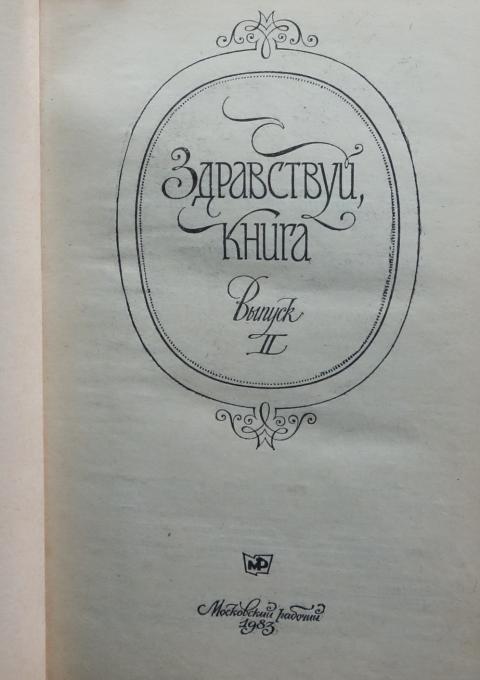 Здравствуй,
книга
Выпуск
II
МР
Московский рабочий
1983